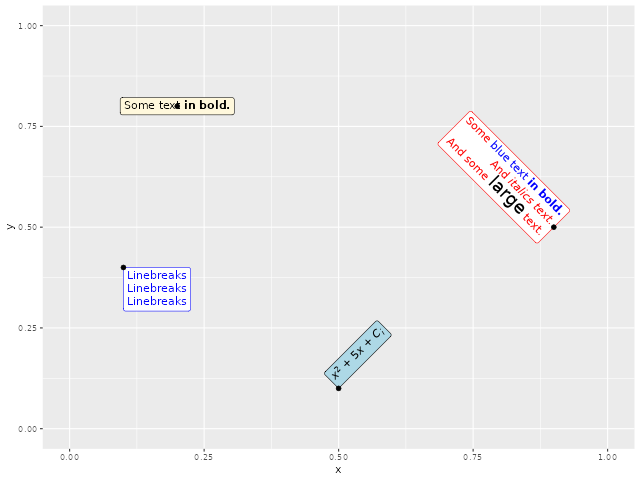 1.00
Some text in bold.
0.75
Some blue text in bold.
And italics text.
And some large text.
y
0.50
Linebreaks
Linebreaks
Linebreaks
0.25
x² + 5x + Cᵢ
0.00
0.00 0.25 0.50 0.75 1.00
x